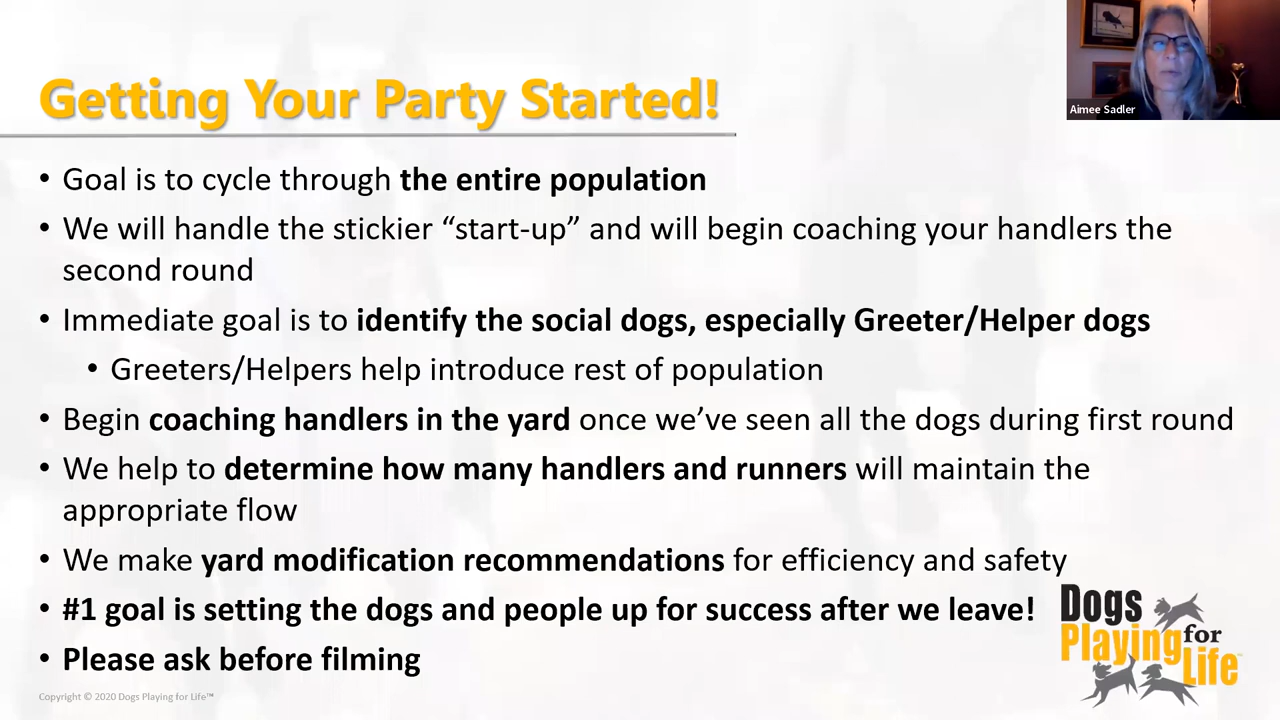 Getting Your Party Started!
Aimee Sadler
• Goal is to cycle through the entire population
• We will handle the stickier “start-up” and will begin coaching your handlers the
second round
• Immediate goal is to identify the social dogs, especially Greeter/Helper dogs
• Greeters/Helpers help introduce rest of population
• Begin coaching handlers in the yard once we’ve seen all the dogs during first round
• We help to determine how many handlers and runners will maintain the
appropriate flow
• We make yard modification recommendations for efficiency and safety
• #1 goal is setting the dogs and people up for success after we leave!
• Please ask before filming
Dogs
Playing for
Life™
Copyright © 2020 Dogs Playing for Life™